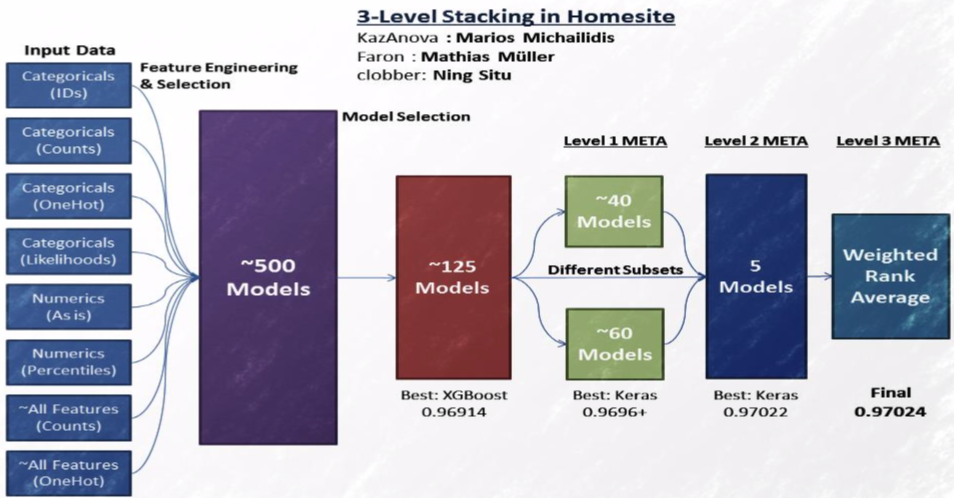 3-Level Stacking in Homesite
KazAnova : Marios Michailidis
Faron : Mathias Müller
clobber: Ning Situ
Input Data
Categoricals
(IDs)
Categoricals
(Counts)
Categoricals
(OneHot)
Categoricals
(Likelihoods)
Numerics
(As is)
Numerics
(Percentiles)
~All Features
(Counts)
~All Features
(OneHot)
Feature Engineering
& Selection
~500
Models
Model Selection
~125
Models
Best: XGBoost
0.96914
Level 1 META
~40
Models
Different Subsets
~60
Models
Best: Keras
0.9696+
Level 2 META
5
Models
Best: Keras
0.97022
Level 3 META
Weighted
Rank
Average
Final
0.97024